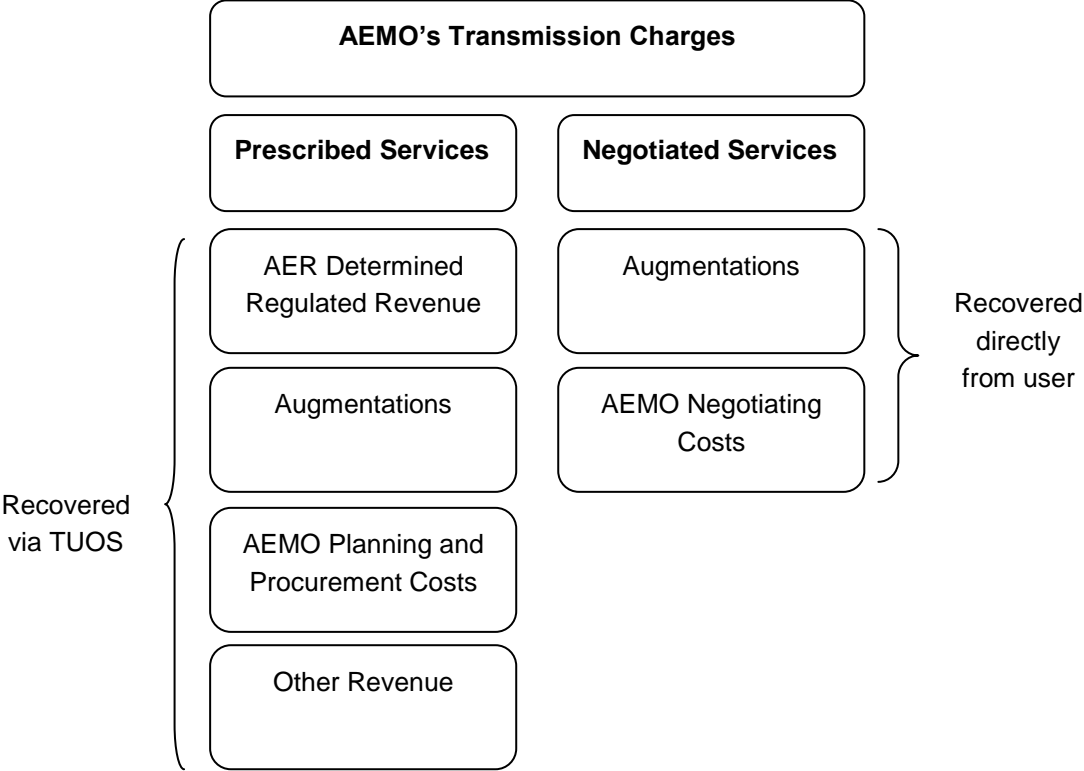 AEMO's Transmission Charges
Prescribed Services
Negotiated Services
AER Determined
Regulated Revenue
Augmentations
Augmentations
AEMO Negotiating
Costs
Recovered
directly
from user
Recovered
via TUOS
AEMO Planning and
Procurement Costs
Other Revenue